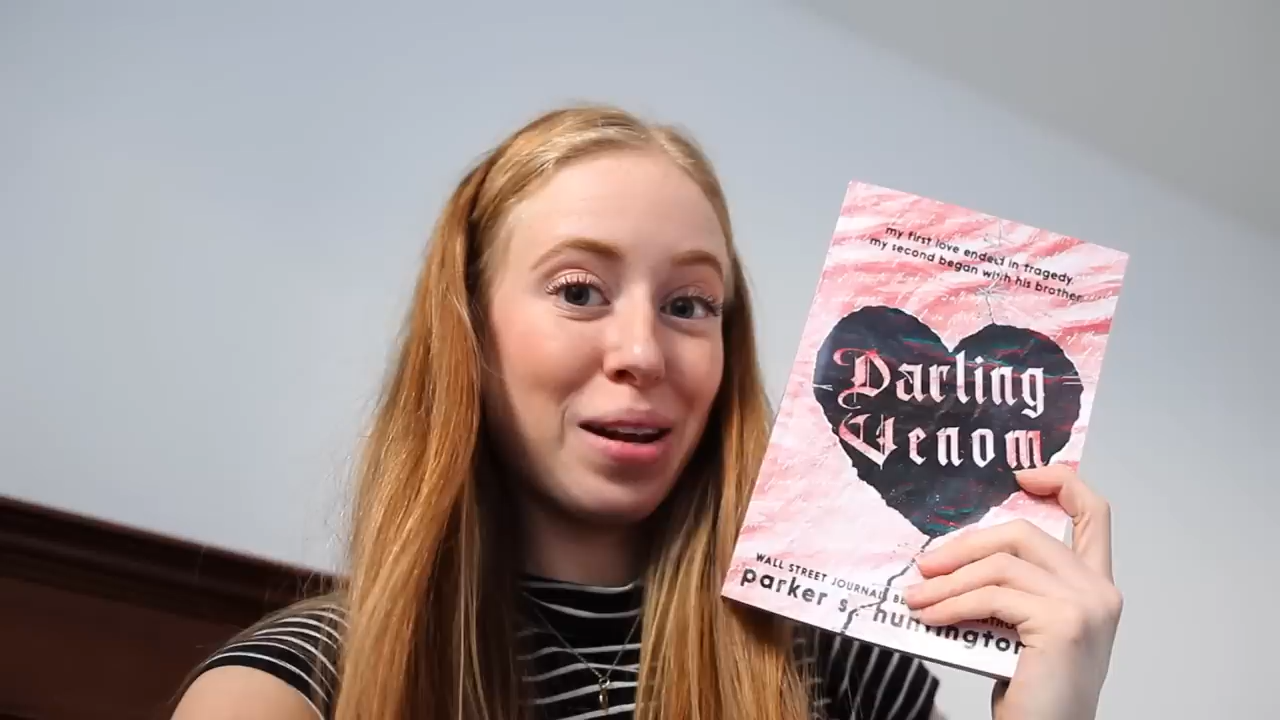 my first love ended in tragedy.
my second began with his brother.
Darling
Venom
WALL STREET JOURNAL
parker s. huntington